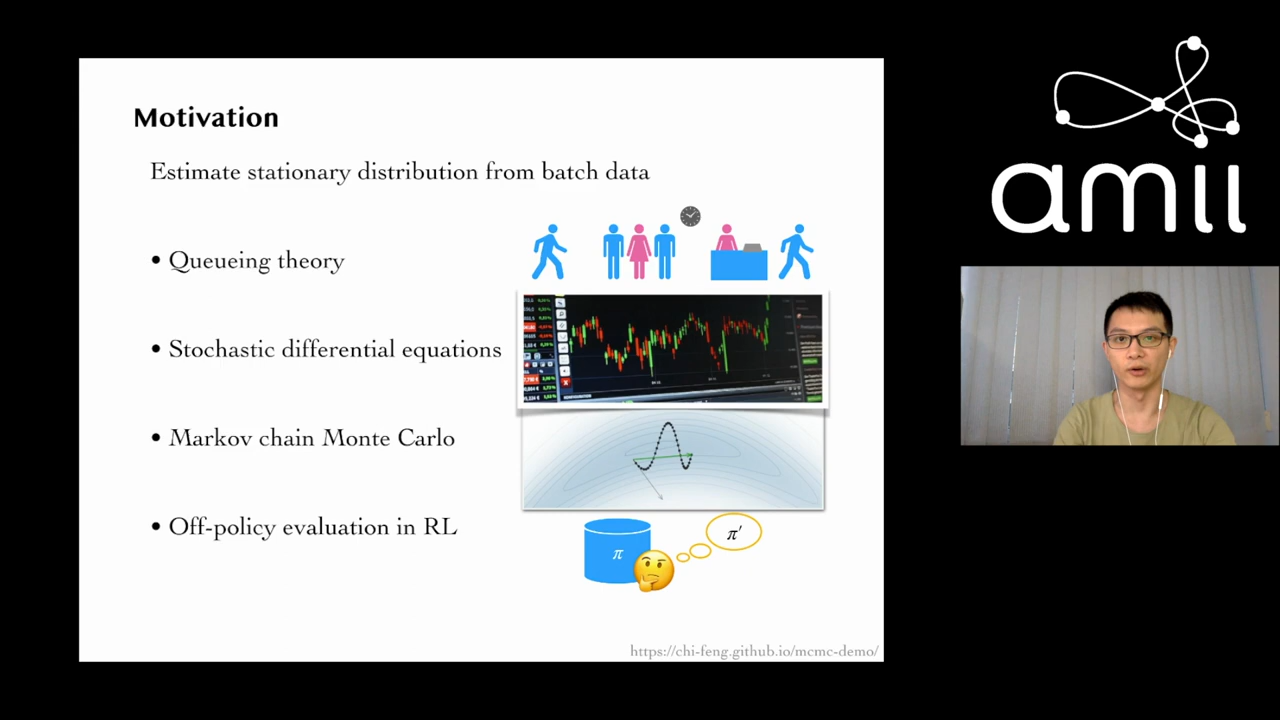 Motivation
Estimate stationary distribution from batch data
• Queueing theory
• Stochastic differential equations
• Markov chain Monte Carlo
• Off-policy evaluation in RL
π
π′
https://chi-feng.github.io/mcmc-demo/
amii